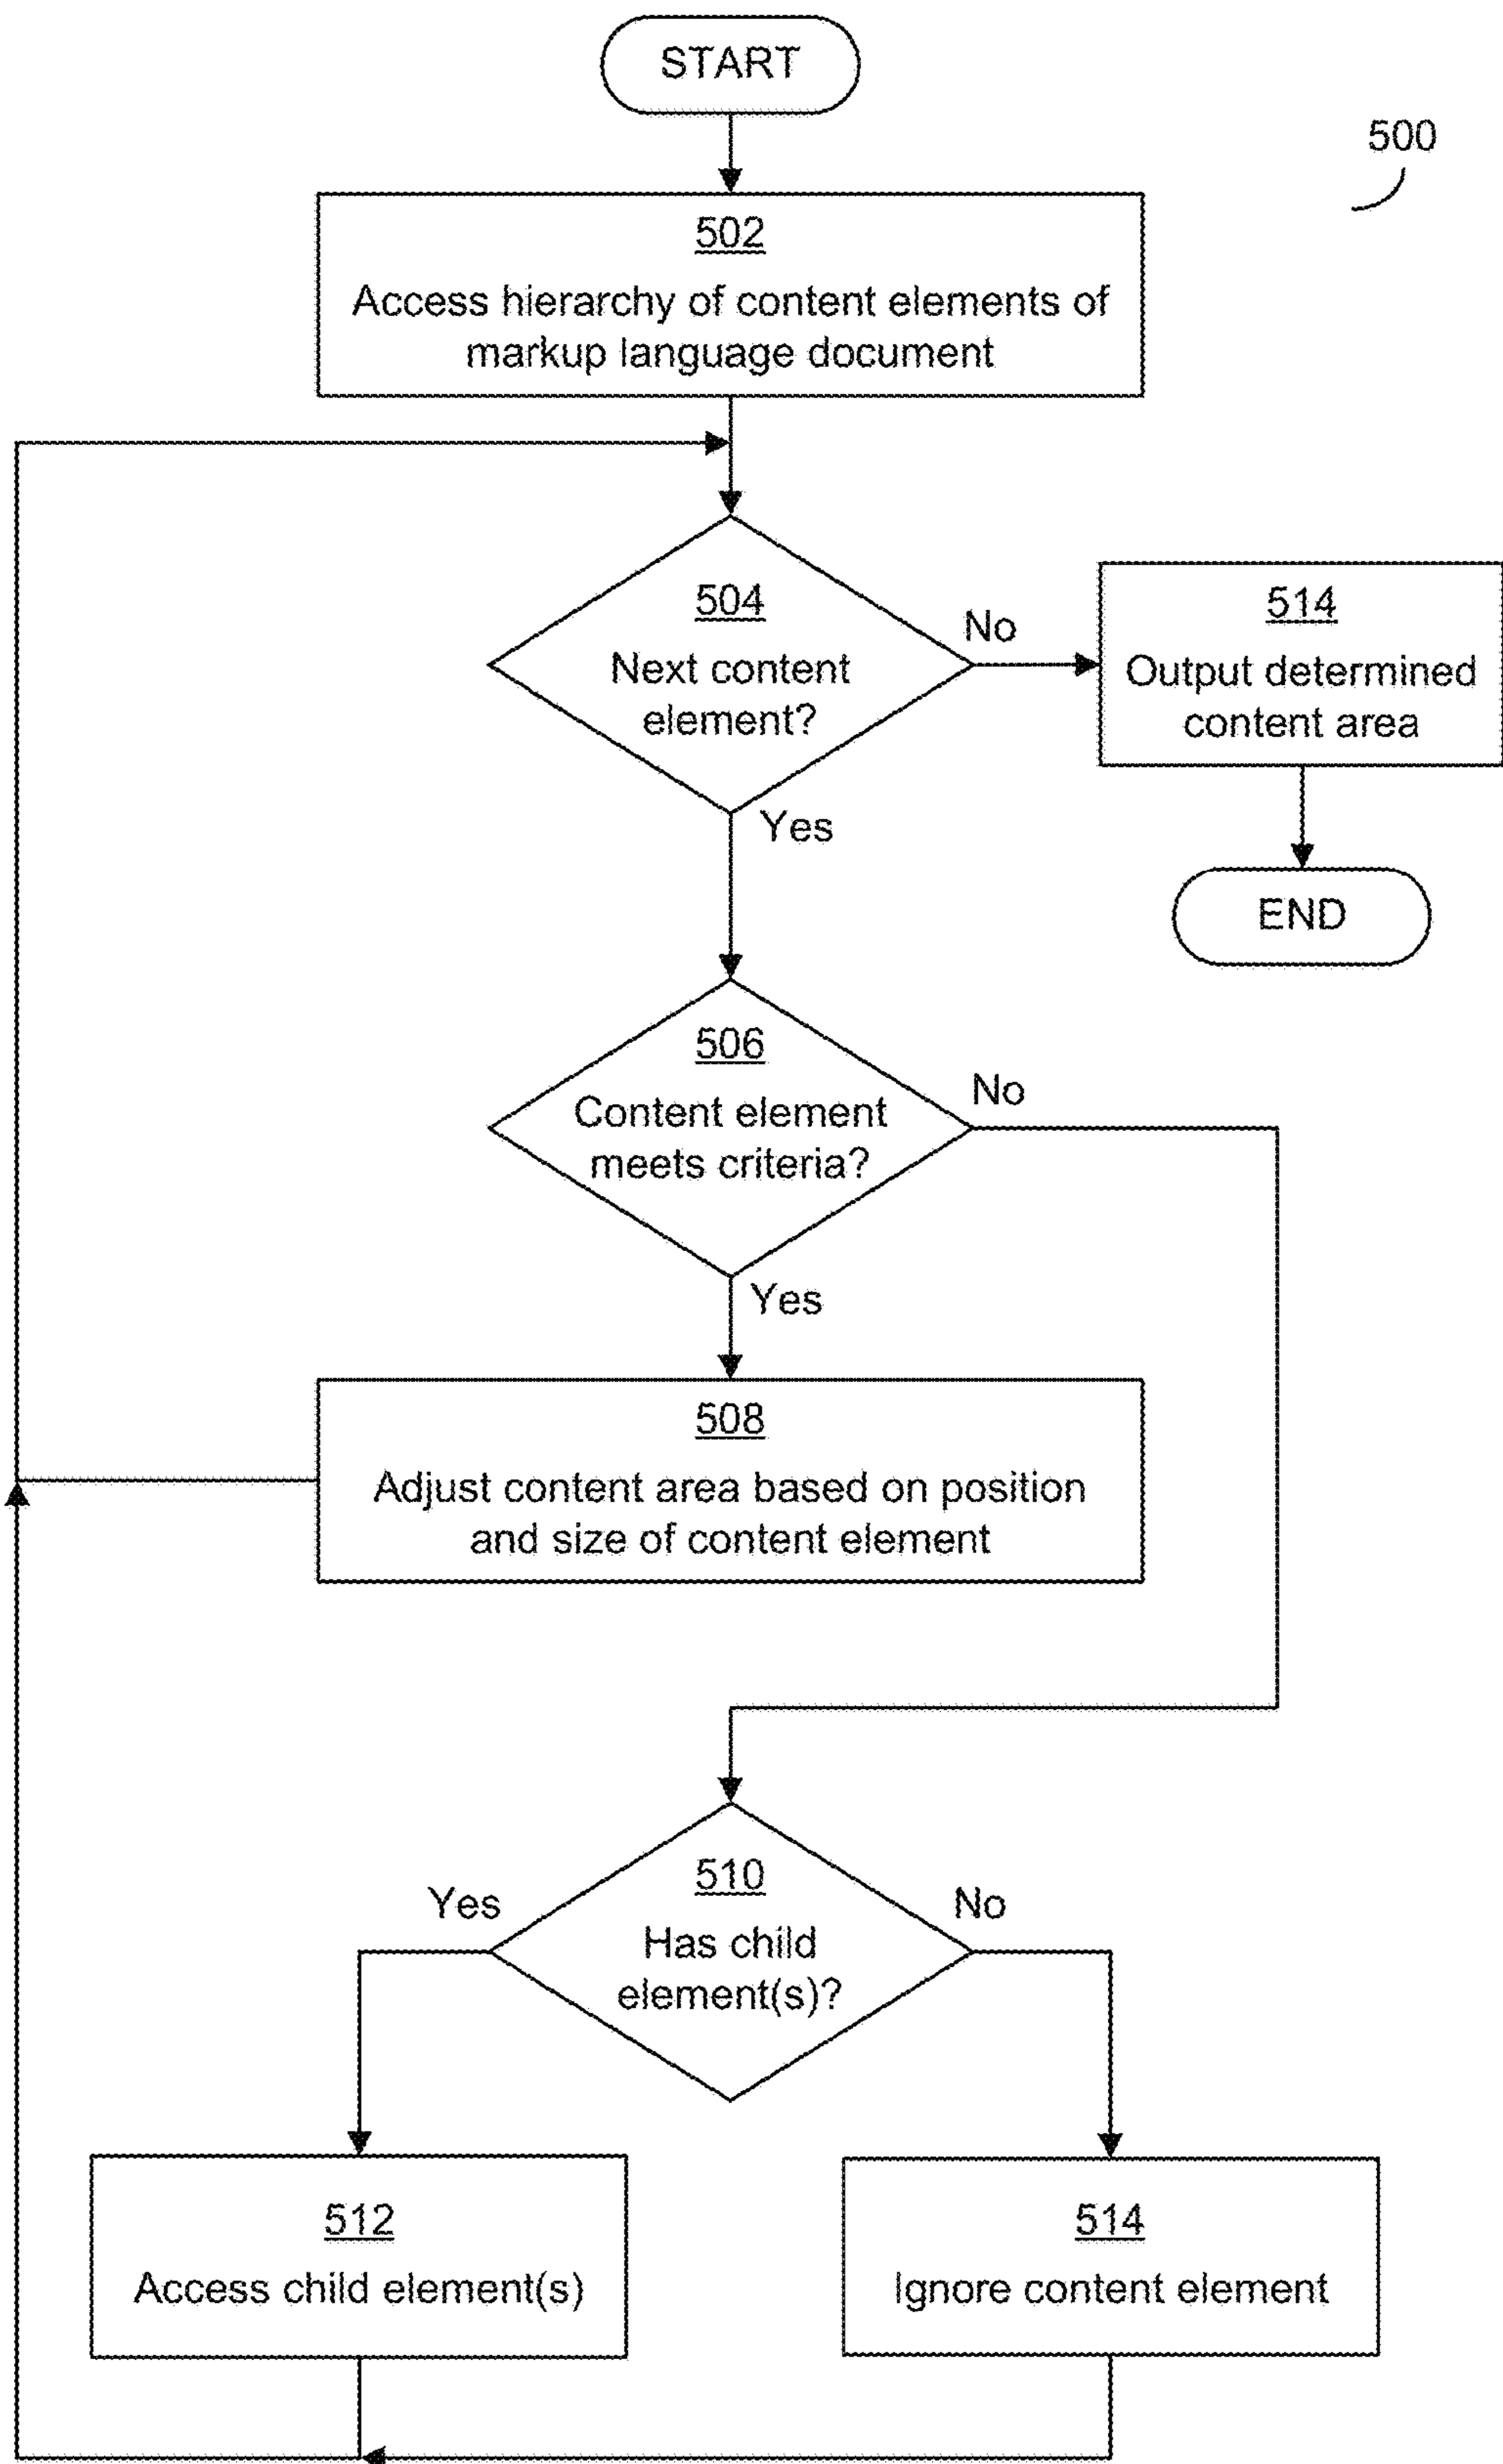 START
500
502
Access hierarchy of content elements of
markup language document
504
Next content
element?
No
Yes
514
Output determined
content area
END
506
Content element
meets criteria?
No
Yes
508
Adjust content area based on position
and size of content element
510
Has child
element(s)?
Yes
No
512
Access child element(s)
514
Ignore content element